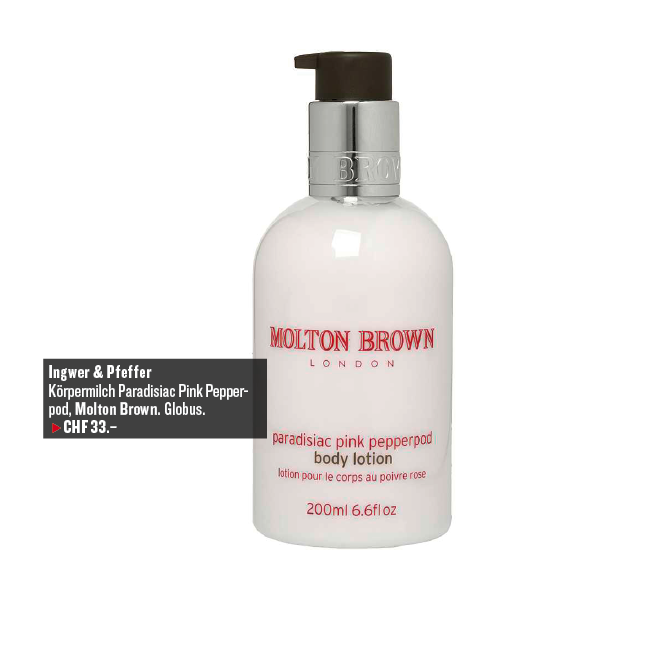 BROW
MOLTON BROWN
LONDON
Ingwer & Pfeffer
Körpermilch Paradisiac Pink Pepper-
pod, Molton Brown. Globus.
▶ CHF 33.–
paradisiac pink pepperpod
body lotion
lotion pour le corps au poivre rose
200ml 6.6fl oz